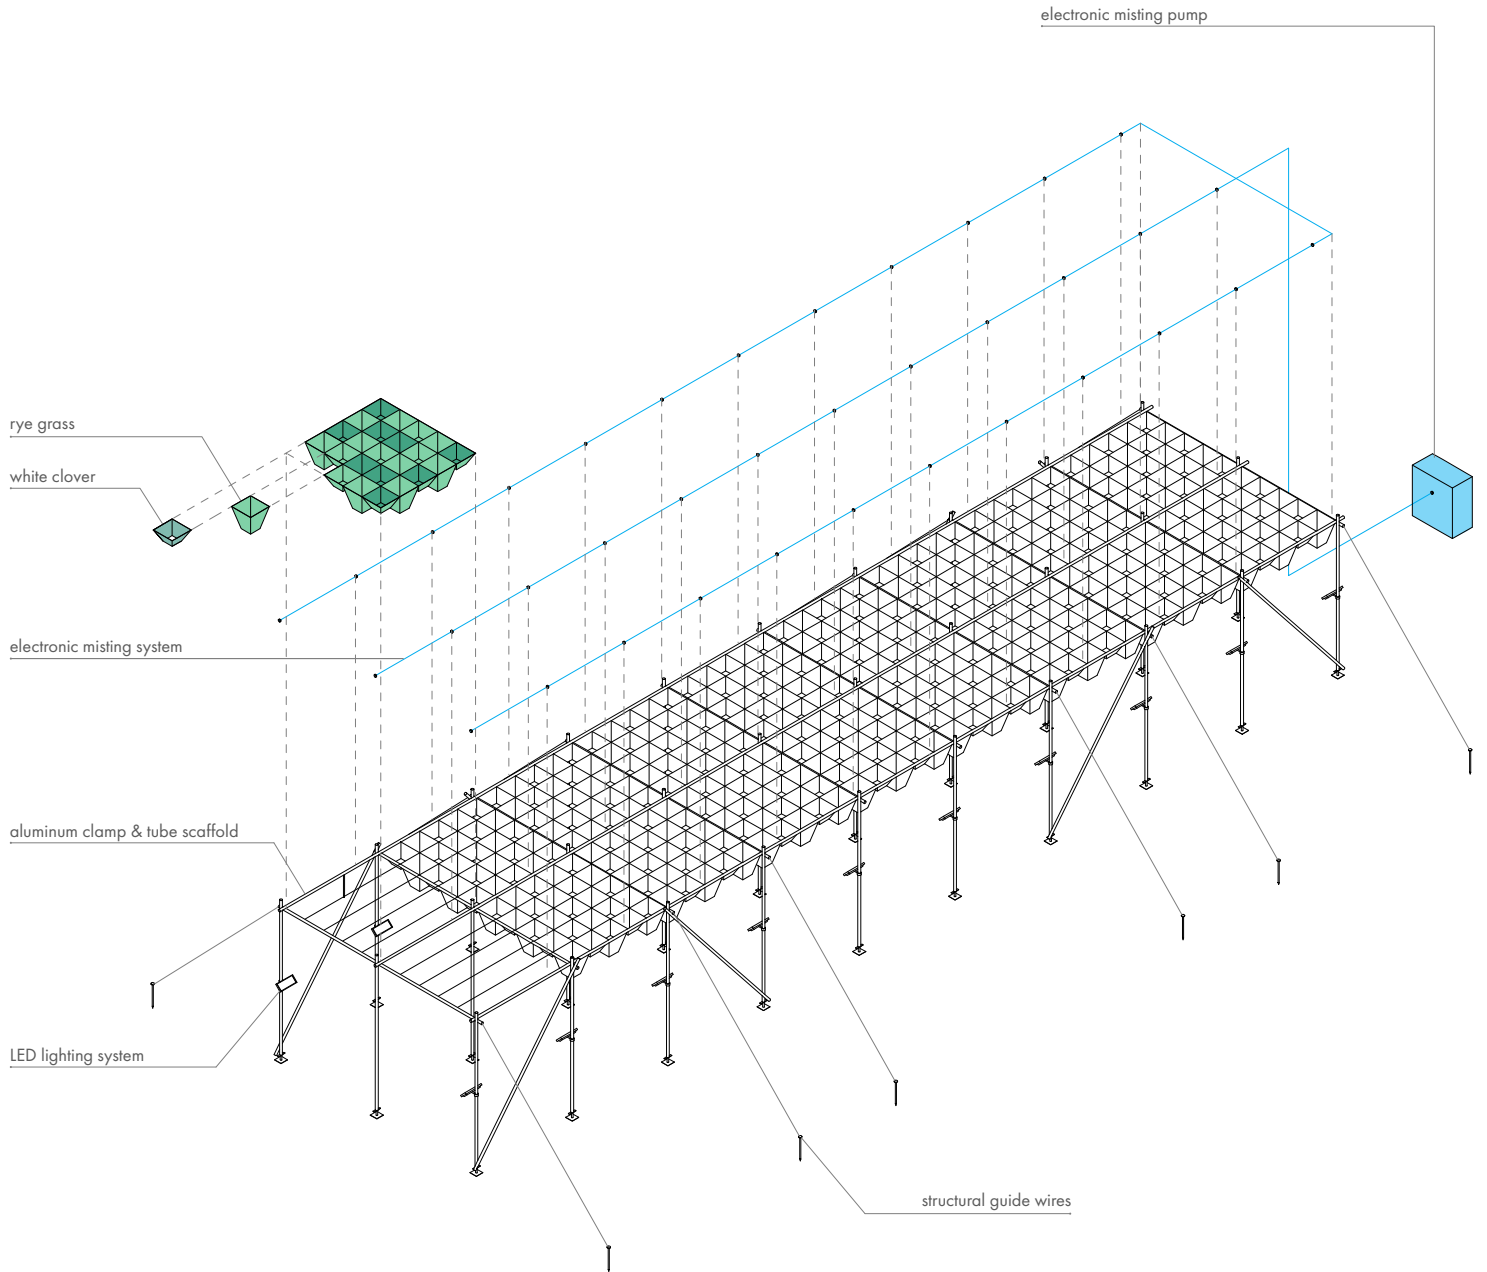 electronic misting pump
rye grass
white clover
electronic misting system
aluminum clamp & tube scaffold
LED lighting system
structural guide wires